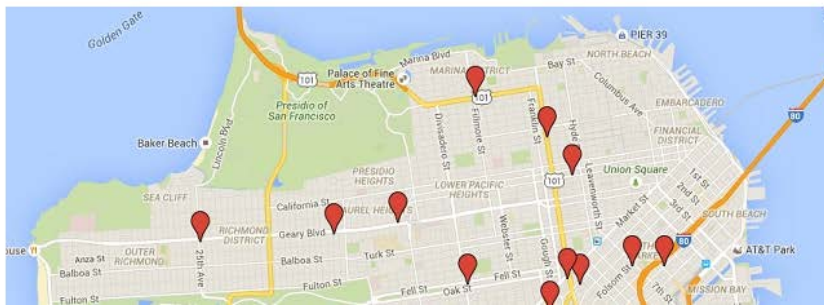 Golden Gate
PIER 39
NORTH BEACH
Marina Blvd
MARINA DISTRICT
Bay St
Palace of Fine
Arts Theatre
101
101
Presidio of
San Francisco
Columbus Ave
EMBARCADERO
80
Lincoln Blvd
Baker Beach
Divisadero St
Fillmore St
Franklin St
Hyde
Leavenworth St
FINANCIAL
DISTRICT
PRESIDIO
HEIGHTS
LOWER PACIFIC
HEIGHTS
101
Union Square
1st St
2nd St
3rd St
SEA CLIFF
California St
LAUREL HEIGHTS
Market St
SOUTH BEACH
RICHMOND
DISTRICT
Geary Blvd
Webster St
Gough St
80
AT&T Park
Anza St
OUTER
RICHMOND
25th Ave
Turk St
Balboa St
Balboa St
Folsom St
7th St
MISSION BAY
Fulton St
Fulton St
Fell St
Oak St
Fell St